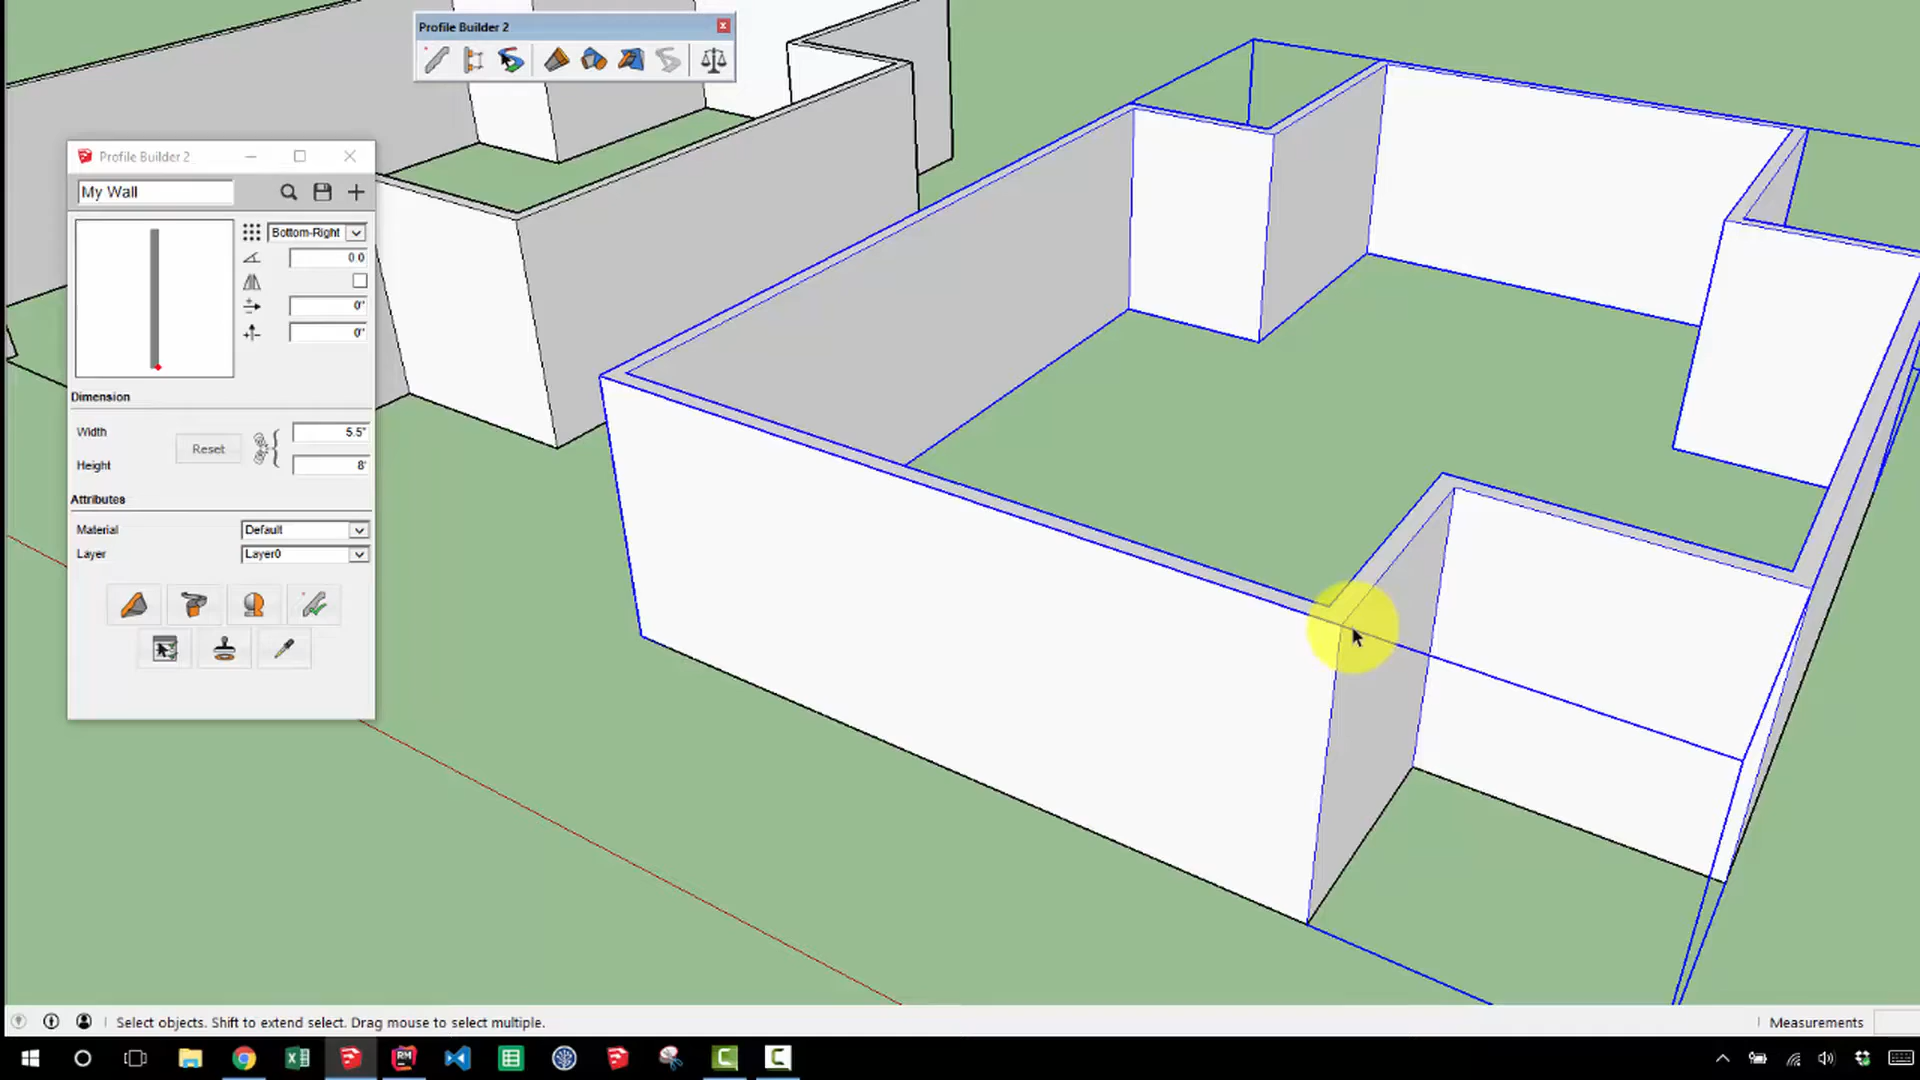 Profile Builder 2
Profile Builder 2
My Wall
Bottom-Right
0.0
0"
0"
Dimension
Width
5.5"
Reset
Height
8'
Attributes
Material
Default
Layer
Layer0
Select objects. Shift to extend select. Drag mouse to select multiple.
Measurements